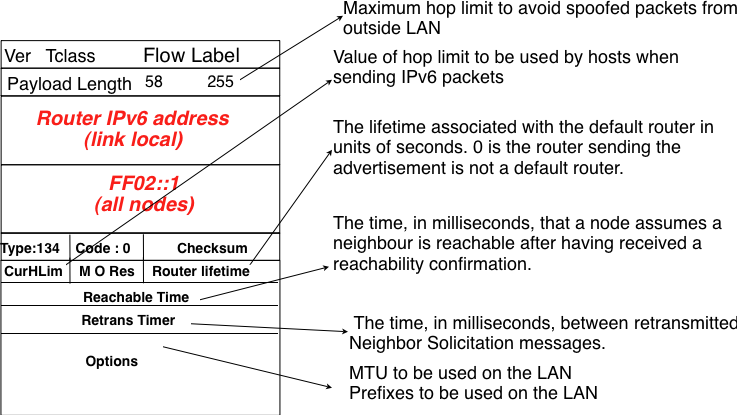 Maximum hop limit to avoid spoofed packets from
outside LAN
Ver Tclass Flow Label
Value of hop limit to be used by hosts when
sending IPv6 packets
Payload Length 58 255
Router IPv6 address
(link local)
The lifetime associated with the default router in
units of seconds. 0 is the router sending the
advertisement is not a default router.
FF02::1
(all nodes)
The time, in milliseconds, that a node assumes a
neighbour is reachable after having received a
reachability confirmation.
Type:134 Code : 0 Checksum
CurHLim M O Res Router lifetime
Reachable Time
Retrans Timer
The time, in milliseconds, between retransmitted
Neighbor Solicitation messages.
Options
MTU to be used on the LAN
Prefixes to be used on the LAN